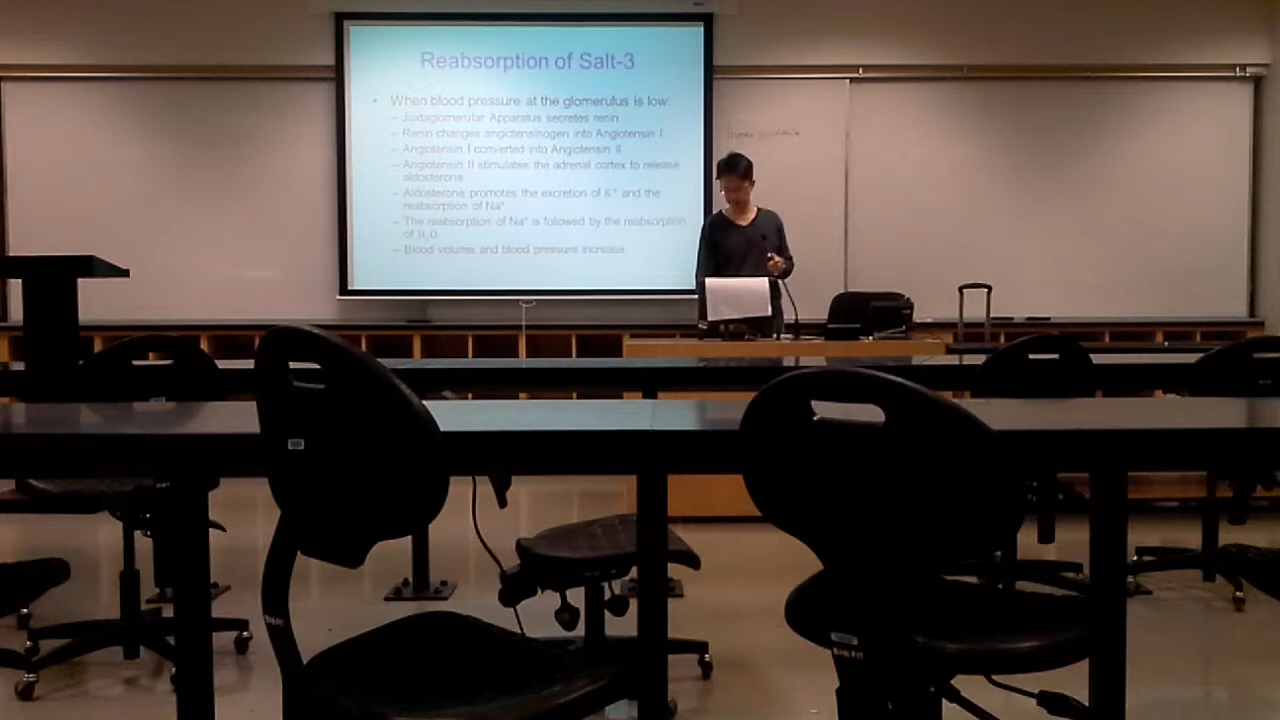 Reabsorption of Salt-3
• When blood pressure at the glomerulus is low:
– Juxtaglomerular Apparatus secretes renin
– Renin changes angiotensinogen into Angiotensin I
– Angiotensin I converted into Angiotensin II
– Angiotensin II stimulates the adrenal cortex to release
aldosterone
– Aldosterone promotes the excretion of K⁺ and the
reabsorption of Na⁺
– The reabsorption of Na⁺ is followed by the reabsorption
of H₂O
– Blood volume and blood pressure increase